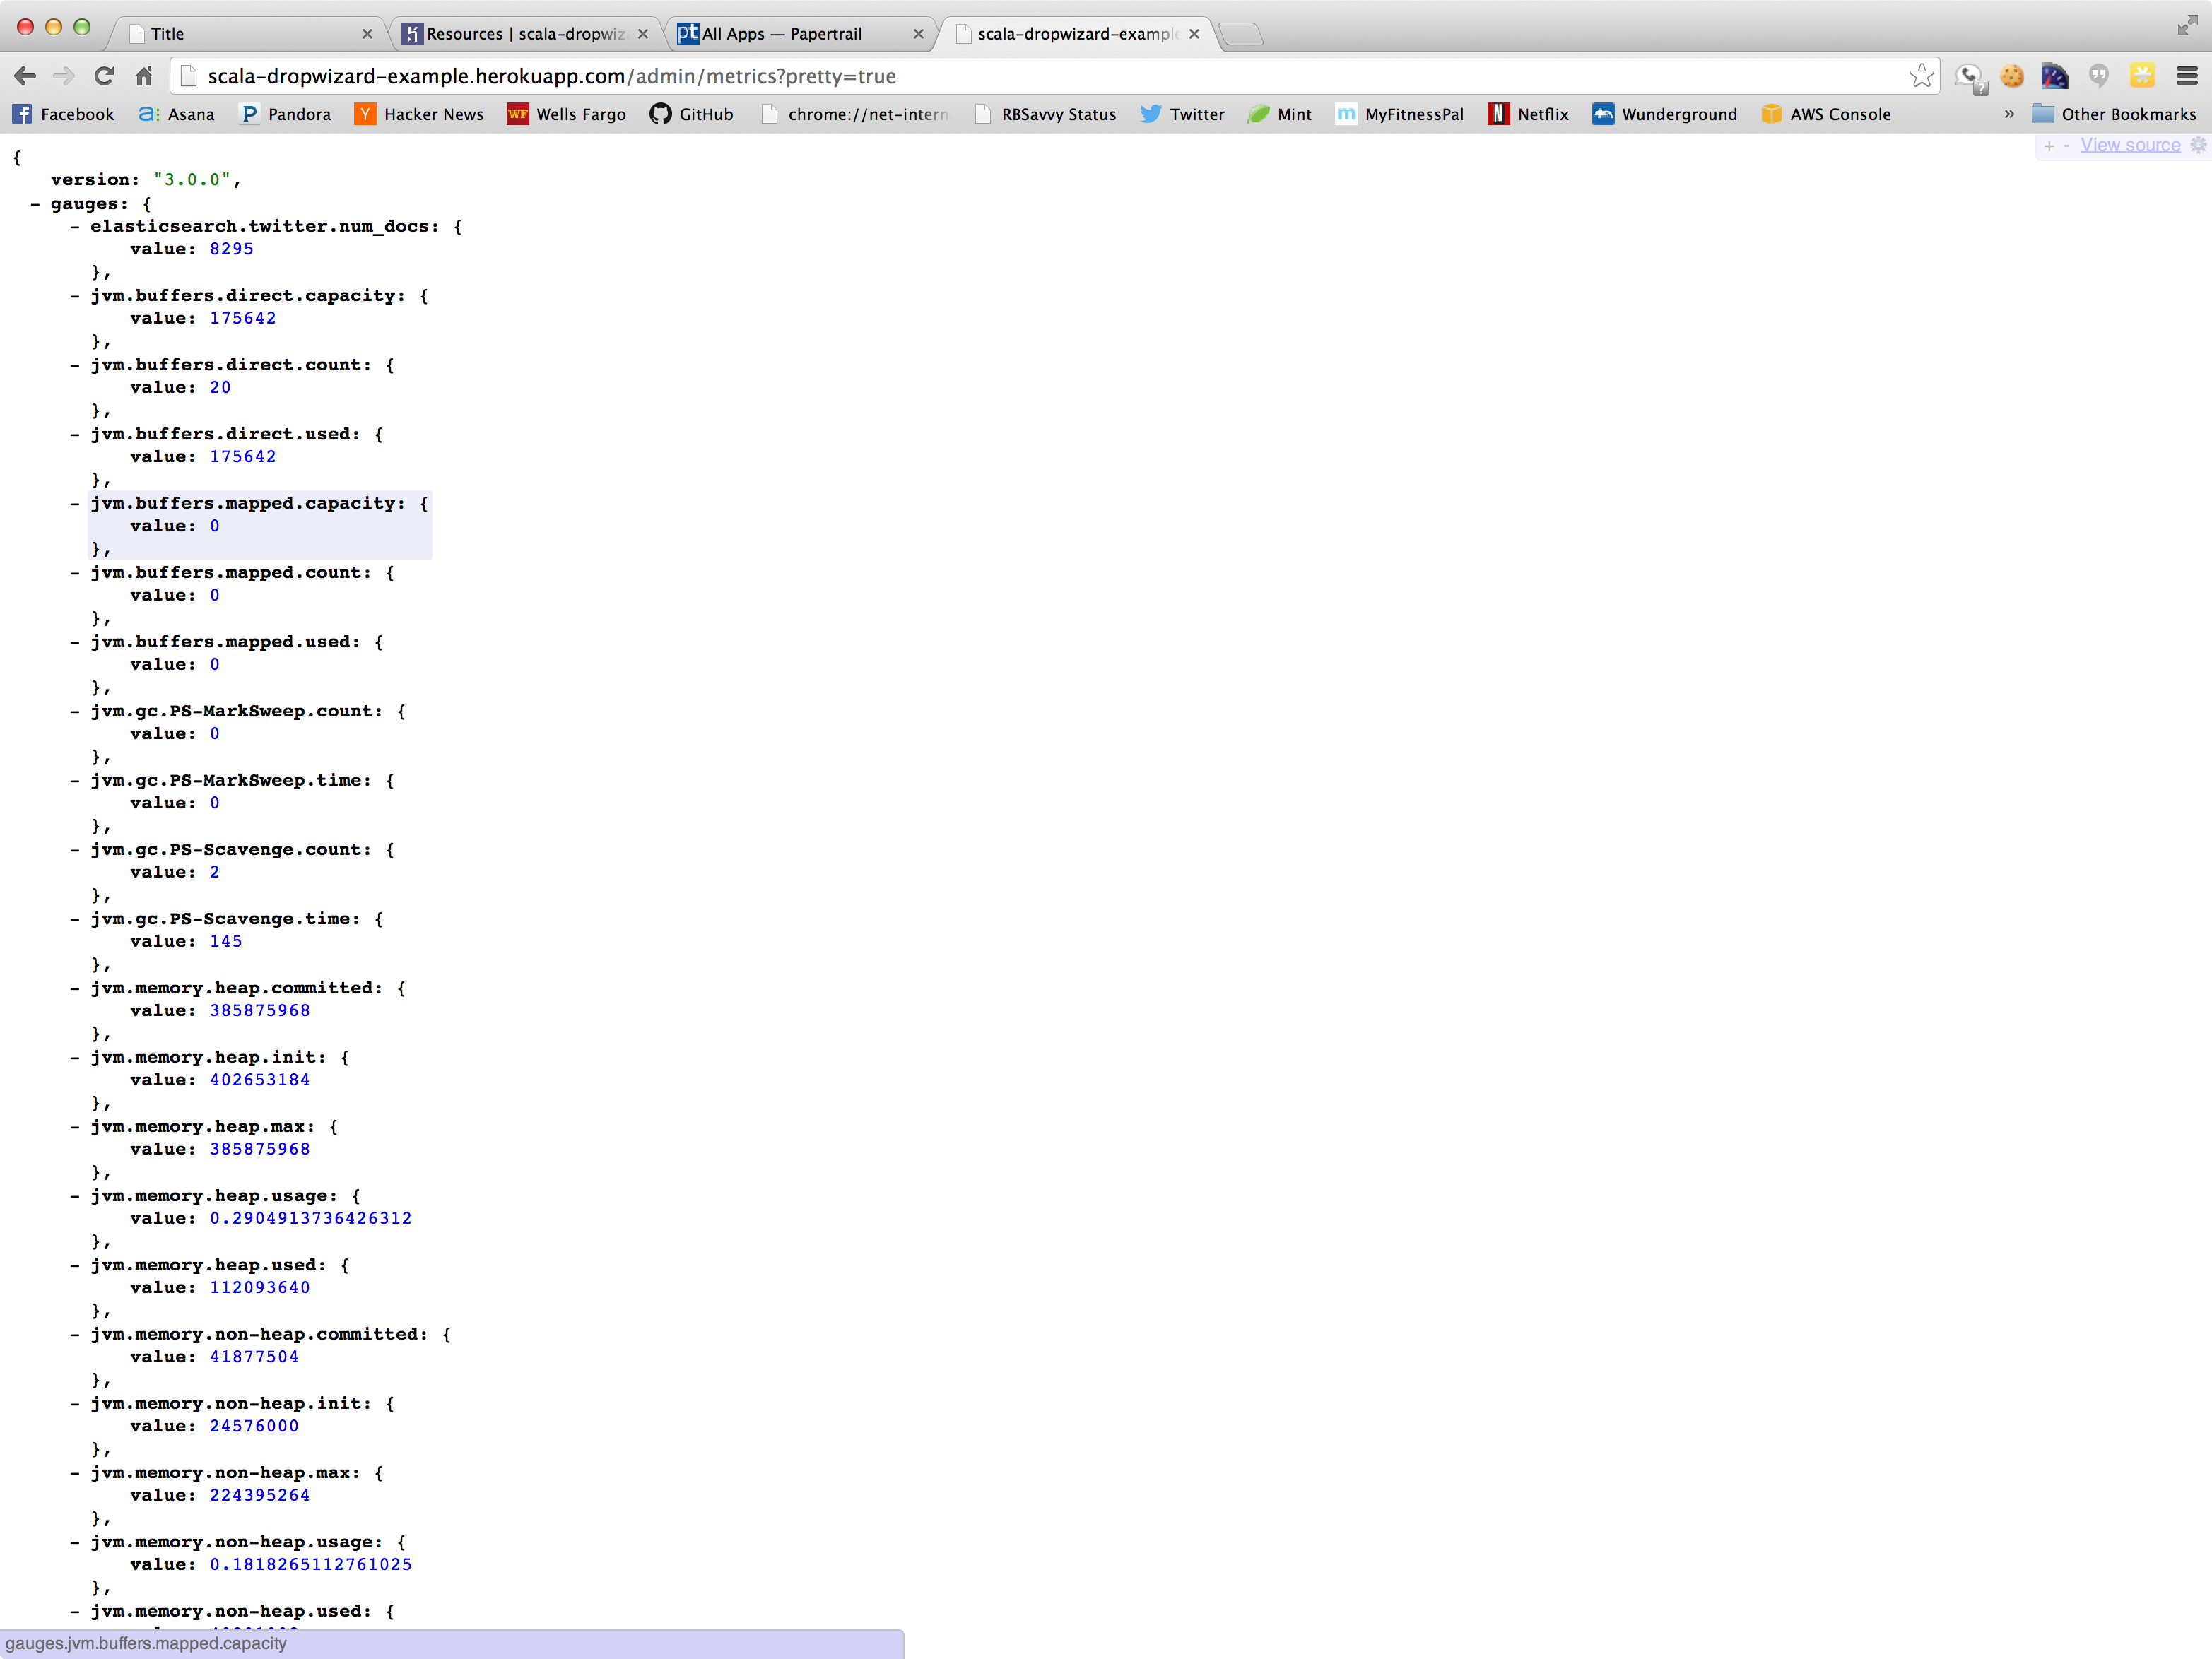 Title
Resources | scala-dropwiz
pt All Apps — Papertrail
scala-dropwizard-example
scala-dropwizard-example.herokuapp.com/admin/metrics?pretty=true
Facebook
a: Asana
P Pandora
Y Hacker News
WF Wells Fargo
GitHub
chrome://net-intern
RBSavvy Status
Twitter
Mint
m MyFitnessPal
N Netflix
Wunderground
AWS Console
» Other Bookmarks
+ - View source
{
version: "3.0.0",
- gauges: {
- elasticsearch.twitter.num_docs: {
value: 8295
},
- jvm.buffers.direct.capacity: {
value: 175642
},
- jvm.buffers.direct.count: {
value: 20
},
- jvm.buffers.direct.used: {
value: 175642
},
- jvm.buffers.mapped.capacity: {
value: 0
},
- jvm.buffers.mapped.count: {
value: 0
},
- jvm.buffers.mapped.used: {
value: 0
},
- jvm.gc.PS-MarkSweep.count: {
value: 0
},
- jvm.gc.PS-MarkSweep.time: {
value: 0
},
- jvm.gc.PS-Scavenge.count: {
value: 2
},
- jvm.gc.PS-Scavenge.time: {
value: 145
},
- jvm.memory.heap.committed: {
value: 385875968
},
- jvm.memory.heap.init: {
value: 402653184
},
- jvm.memory.heap.max: {
value: 385875968
},
- jvm.memory.heap.usage: {
value: 0.2904913736426312
},
- jvm.memory.heap.used: {
value: 112093640
},
- jvm.memory.non-heap.committed: {
value: 41877504
},
- jvm.memory.non-heap.init: {
value: 24576000
},
- jvm.memory.non-heap.max: {
value: 224395264
},
- jvm.memory.non-heap.usage: {
value: 0.1818265112761025
},
- jvm.memory.non-heap.used: {
gauges.jvm.buffers.mapped.capacity